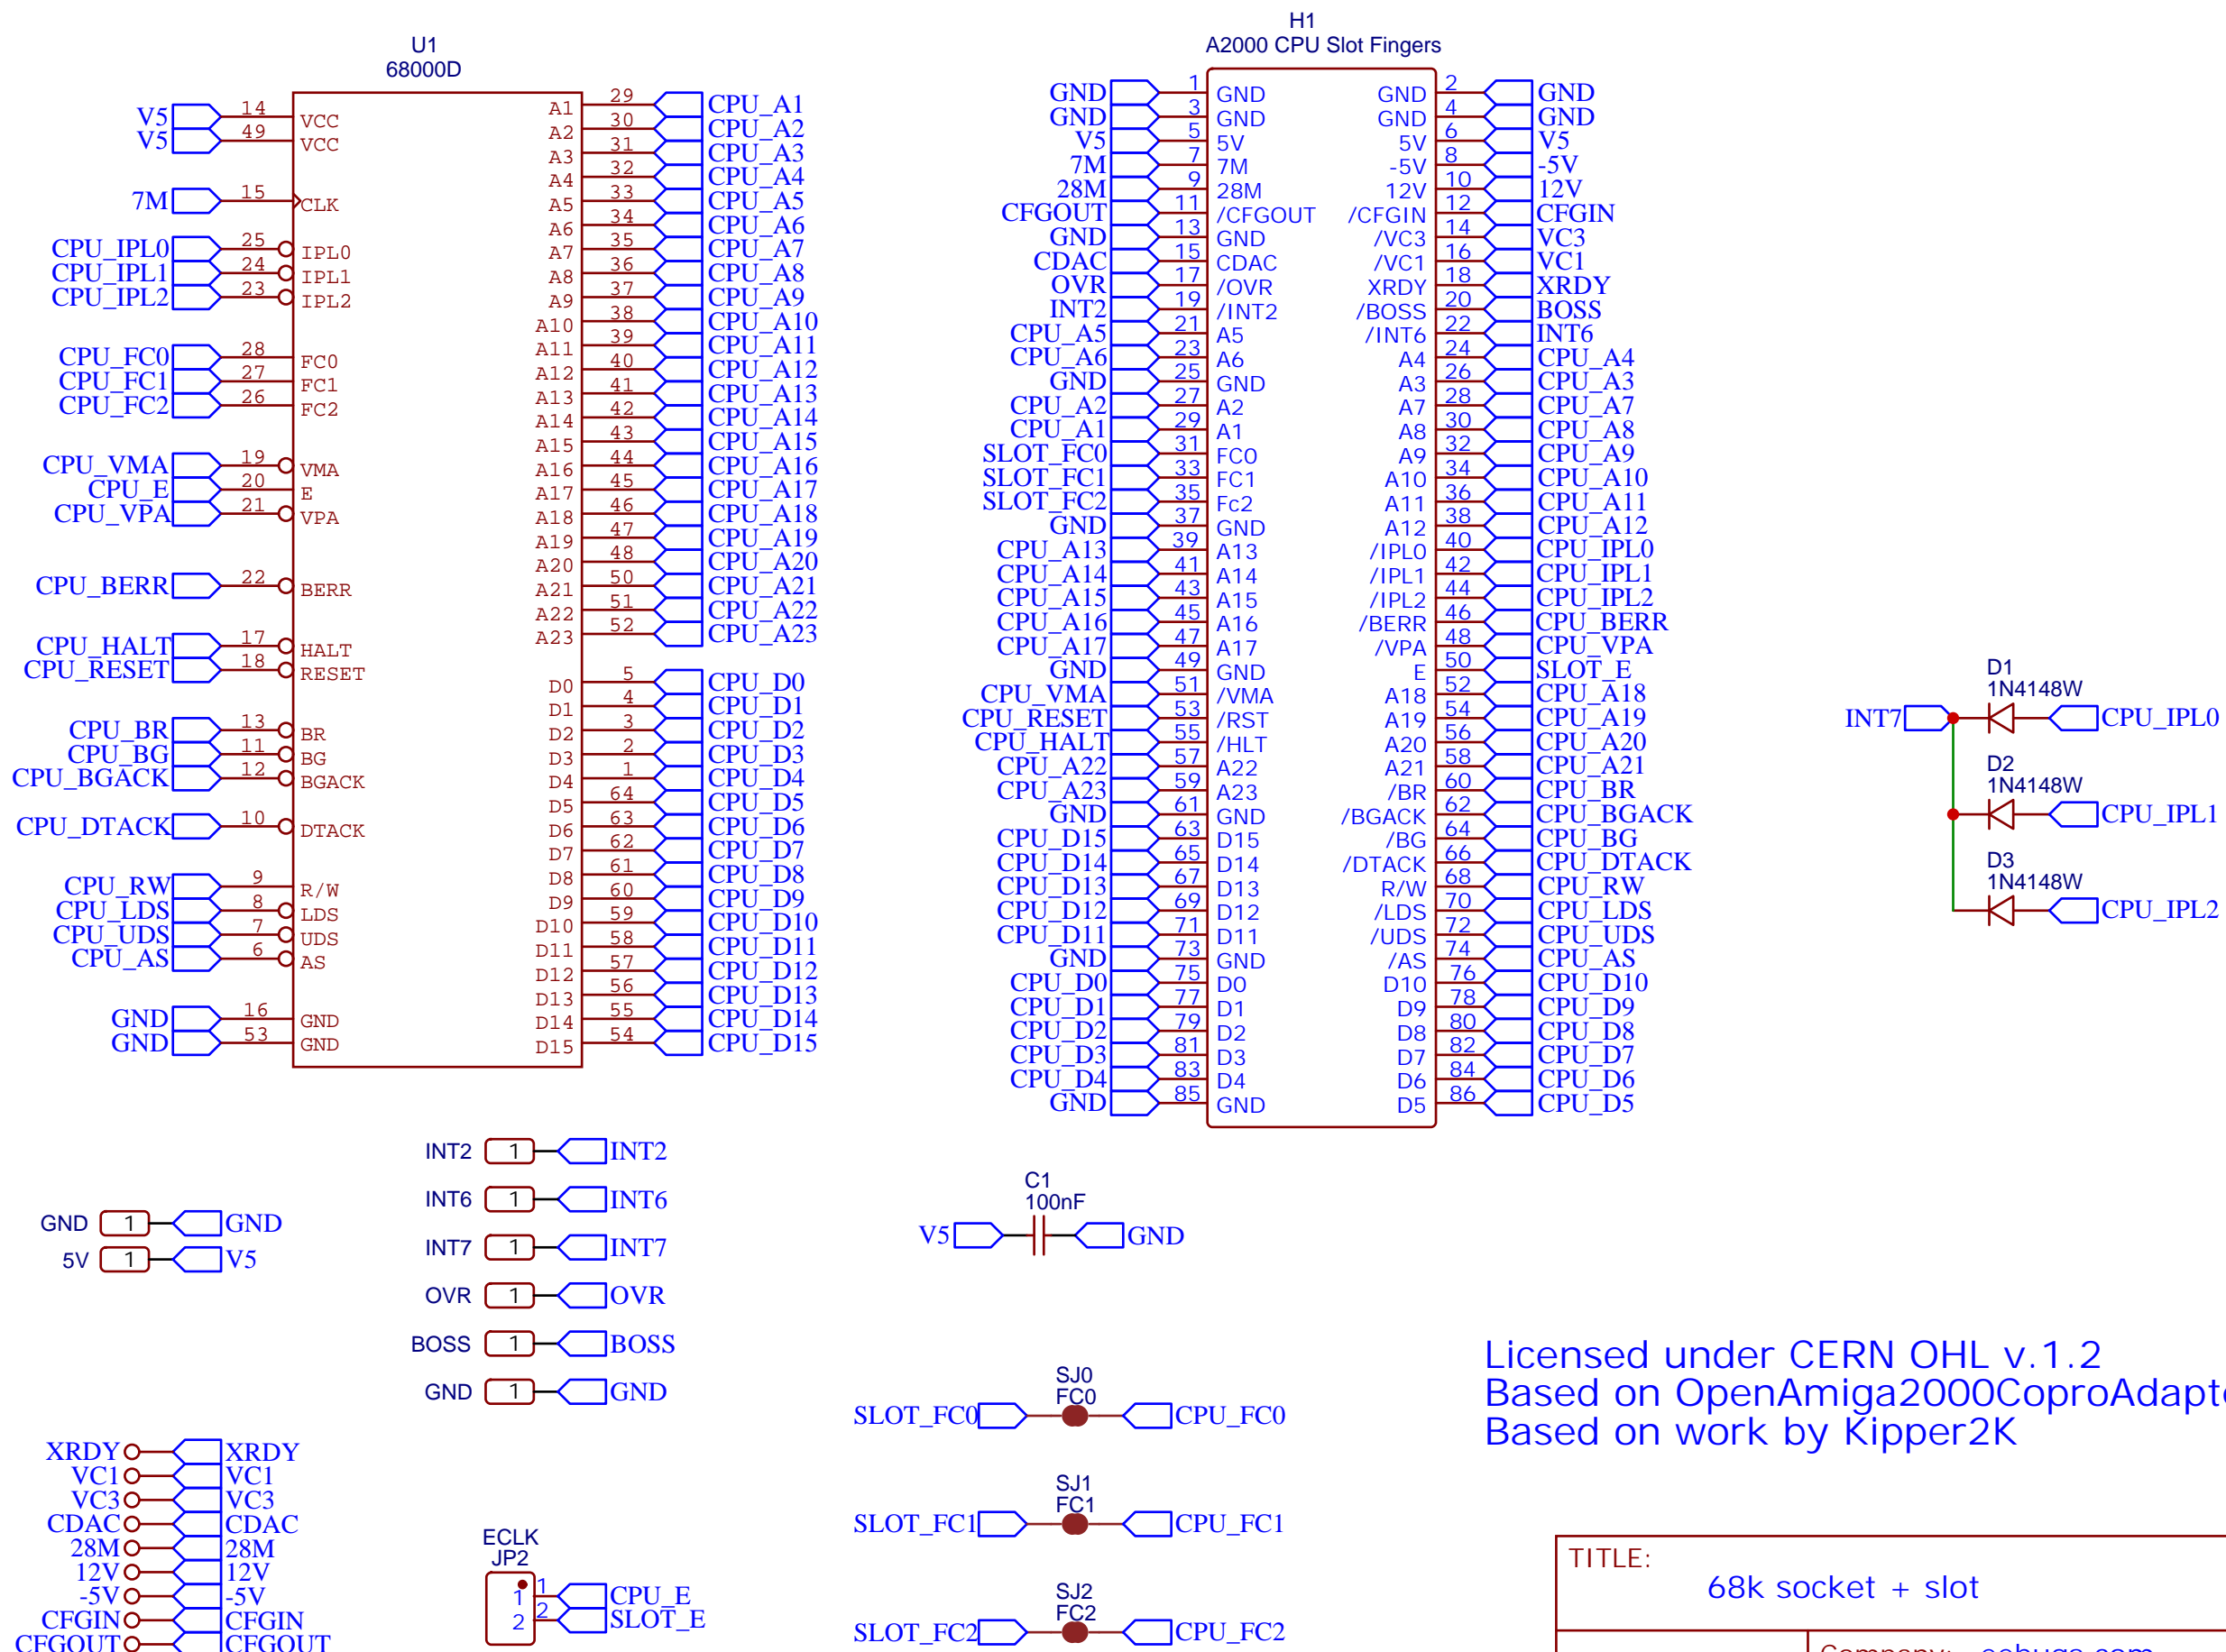 U1
68000D
V5 14 VCC
V5 49 VCC
7M 15 CLK
CPU_IPL0 25 IPL0
CPU_IPL1 24 IPL1
CPU_IPL2 23 IPL2
CPU_FC0 28 FC0
CPU_FC1 27 FC1
CPU_FC2 26 FC2
CPU_VMA 19 VMA
CPU_E 20 E
CPU_VPA 21 VPA
CPU_BERR 22 BERR
CPU_HALT 17 HALT
CPU_RESET 18 RESET
CPU_BR 13 BR
CPU_BG 11 BG
CPU_BGACK 12 BGACK
CPU_DTACK 10 DTACK
CPU_RW 9 R/W
CPU_LDS 8 LDS
CPU_UDS 7 UDS
CPU_AS 6 AS
GND 16 GND
GND 53 GND
A1 29 CPU_A1
A2 30 CPU_A2
A3 31 CPU_A3
A4 32 CPU_A4
A5 33 CPU_A5
A6 34 CPU_A6
A7 35 CPU_A7
A8 36 CPU_A8
A9 37 CPU_A9
A10 38 CPU_A10
A11 39 CPU_A11
A12 40 CPU_A12
A13 41 CPU_A13
A14 42 CPU_A14
A15 43 CPU_A15
A16 44 CPU_A16
A17 45 CPU_A17
A18 46 CPU_A18
A19 47 CPU_A19
A20 48 CPU_A20
A21 50 CPU_A21
A22 51 CPU_A22
A23 52 CPU_A23
D0 5 CPU_D0
D1 4 CPU_D1
D2 3 CPU_D2
D3 2 CPU_D3
D4 1 CPU_D4
D5 64 CPU_D5
D6 63 CPU_D6
D7 62 CPU_D7
D8 61 CPU_D8
D9 60 CPU_D9
D10 59 CPU_D10
D11 58 CPU_D11
D12 57 CPU_D12
D13 56 CPU_D13
D14 55 CPU_D14
D15 54 CPU_D15
H1
A2000 CPU Slot Fingers
GND 1 GND GND 2 GND
GND 3 GND GND 4 GND
V5 5 5V 5V 6 V5
7M 7 7M -5V 8 -5V
28M 9 28M 12V 10 12V
CFGOUT 11 /CFGOUT /CFGIN 12 CFGIN
GND 13 GND /VC3 14 VC3
CDAC 15 CDAC /VC1 16 VC1
OVR 17 /OVR XRDY 18 XRDY
INT2 19 /INT2 /BOSS 20 BOSS
CPU_A5 21 A5 /INT6 22 INT6
CPU_A6 23 A6 A4 24 CPU_A4
GND 25 GND A3 26 CPU_A3
CPU_A2 27 A2 A7 28 CPU_A7
CPU_A1 29 A1 A8 30 CPU_A8
SLOT_FC0 31 FC0 A9 32 CPU_A9
SLOT_FC1 33 FC1 A10 34 CPU_A10
SLOT_FC2 35 Fc2 A11 36 CPU_A11
GND 37 GND A12 38 CPU_A12
CPU_A13 39 A13 /IPL0 40 CPU_IPL0
CPU_A14 41 A14 /IPL1 42 CPU_IPL1
CPU_A15 43 A15 /IPL2 44 CPU_IPL2
CPU_A16 45 A16 /BERR 46 CPU_BERR
CPU_A17 47 A17 /VPA 48 CPU_VPA
GND 49 GND E 50 SLOT_E
CPU_VMA 51 /VMA A18 52 CPU_A18
CPU_RESET 53 /RST A19 54 CPU_A19
CPU_HALT 55 /HLT A20 56 CPU_A20
CPU_A22 57 A22 A21 58 CPU_A21
CPU_A23 59 A23 /BR 60 CPU_BR
GND 61 GND /BGACK 62 CPU_BGACK
CPU_D15 63 D15 /BG 64 CPU_BG
CPU_D14 65 D14 /DTACK 66 CPU_DTACK
CPU_D13 67 D13 R/W 68 CPU_RW
CPU_D12 69 D12 /LDS 70 CPU_LDS
CPU_D11 71 D11 /UDS 72 CPU_UDS
GND 73 GND /AS 74 CPU_AS
CPU_D0 75 D0 D10 76 CPU_D10
CPU_D1 77 D1 D9 78 CPU_D9
CPU_D2 79 D2 D8 80 CPU_D8
CPU_D3 81 D3 D7 82 CPU_D7
CPU_D4 83 D4 D6 84 CPU_D6
GND 85 GND D5 86 CPU_D5
D1
1N4148W
INT7 CPU_IPL0
D2
1N4148W
CPU_IPL1
D3
1N4148W
CPU_IPL2
GND 1 GND
5V 1 V5
INT2 1 INT2
INT6 1 INT6
INT7 1 INT7
OVR 1 OVR
BOSS 1 BOSS
GND 1 GND
C1
100nF
V5 GND
XRDY XRDY
VC1 VC1
VC3 VC3
CDAC CDAC
28M 28M
12V 12V
-5V -5V
CFGIN CFGIN
CFGOUT CFGOUT
ECLK
JP2
1 1 CPU_E
2 2 SLOT_E
SJ0
FC0
SLOT_FC0 CPU_FC0
SJ1
FC1
SLOT_FC1 CPU_FC1
SJ2
FC2
SLOT_FC2 CPU_FC2
Licensed under CERN OHL v.1.2
Based on OpenAmiga2000CoproAdapte
Based on work by Kipper2K
TITLE:
68k socket + slot